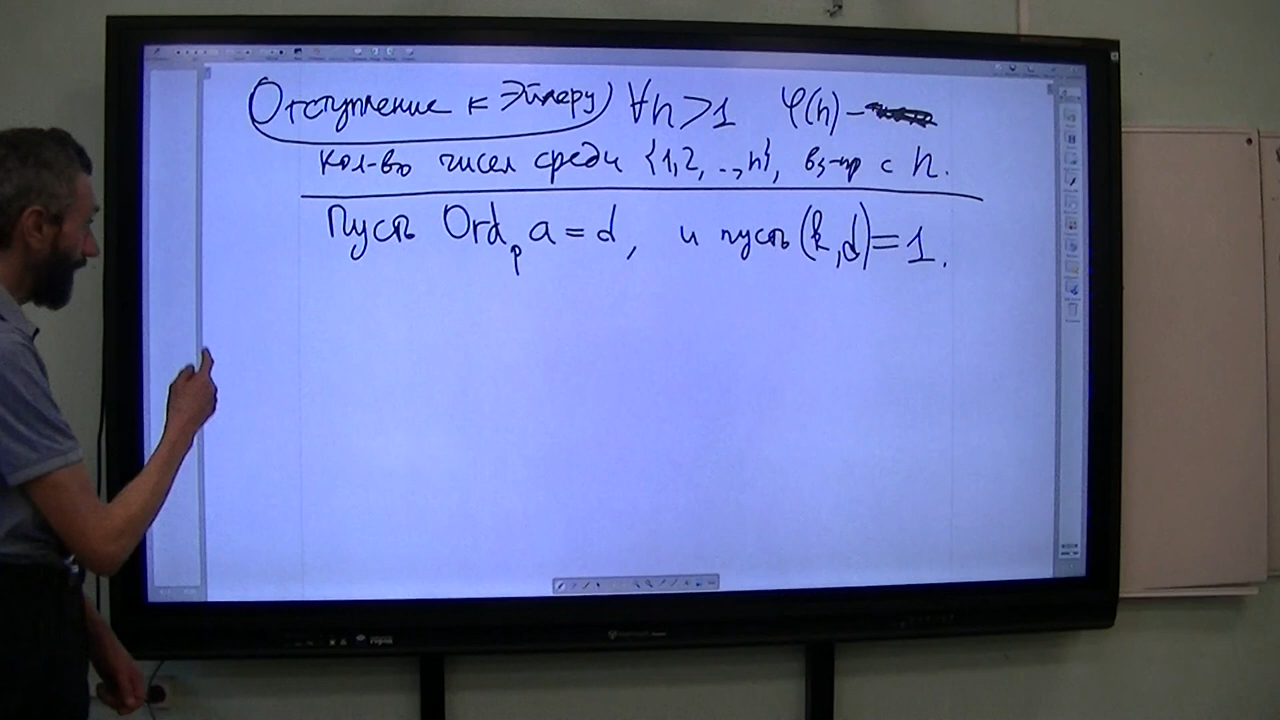 Отступление к Эйлеру) ∀n>1 φ(n) –
кол-во чисел среди {1,2, .., n}, вз-пр с n.
Пусть Ord_p a = d, и пусть (k,d)=1.